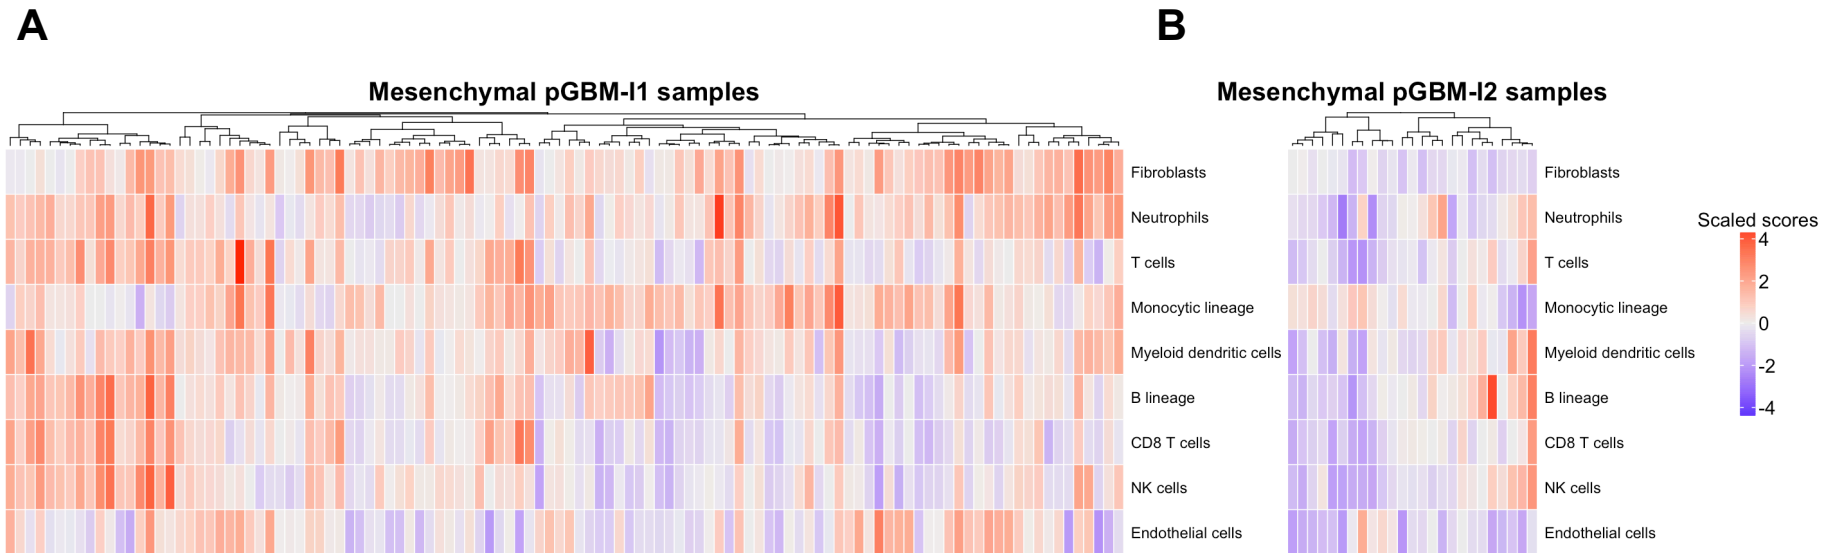 A
B
Mesenchymal pGBM-I1 samples
Mesenchymal pGBM-I2 samples
Fibroblasts
Neutrophils
T cells
Monocytic lineage
Myeloid dendritic cells
B lineage
CD8 T cells
NK cells
Endothelial cells
Fibroblasts
Neutrophils
T cells
Monocytic lineage
Myeloid dendritic cells
B lineage
CD8 T cells
NK cells
Endothelial cells
Scaled scores
4
2
0
-2
-4